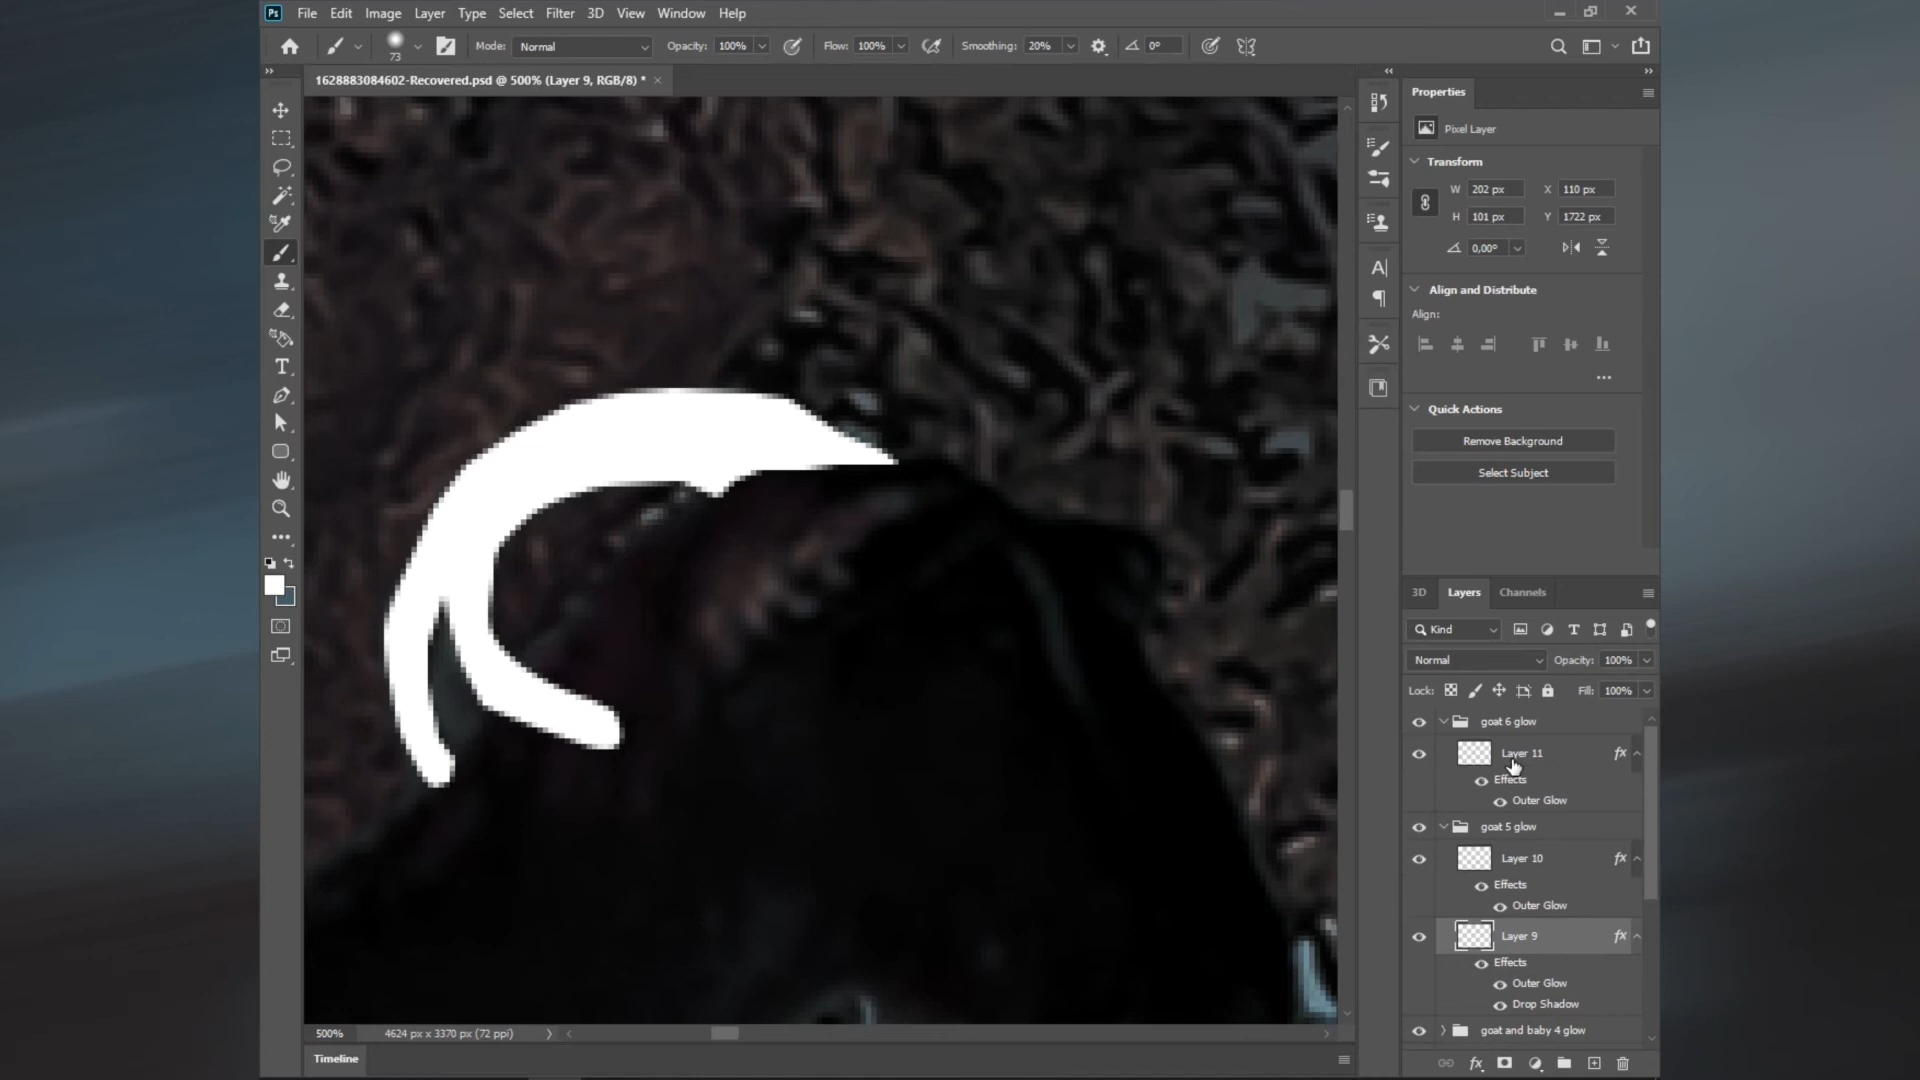 Ps File Edit Image Layer Type Select Filter 3D View Window Help
73 Mode: Normal Opacity: 100% Flow: 100% Smoothing: 20% 0°
1628883084602-Recovered.psd @ 500% (Layer 9, RGB/8) * ×
Properties
Pixel Layer
Transform
W 202 px X 110 px
H 101 px Y 1722 px
0,00°
Align and Distribute
Align:
Quick Actions
Remove Background
Select Subject
3D Layers Channels
Kind
Normal Opacity: 100%
Lock: Fill: 100%
goat 6 glow
Layer 11 fx
Effects
Outer Glow
goat 5 glow
Layer 10 fx
Effects
Outer Glow
Layer 9 fx
Effects
Outer Glow
Drop Shadow
goat and baby 4 glow
fx
500% 4624 px x 3370 px (72 ppi)
Timeline